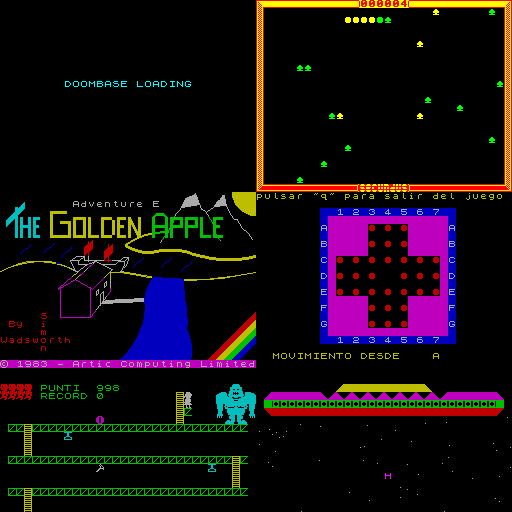 DOOMBASE LOADING
000004
pulsar "q" para salir del juego
Adventure E
THE GOLDEN APPLE
By Simon Wadsworth
© 1983 - Artic Computing Limited
1 2 3 4 5 6 7
A A
B B
C C
D D
E E
F F
G G
1 2 3 4 5 6 7
MOVIMIENTO DESDE A
PUNTI 998
RECORD 0
H